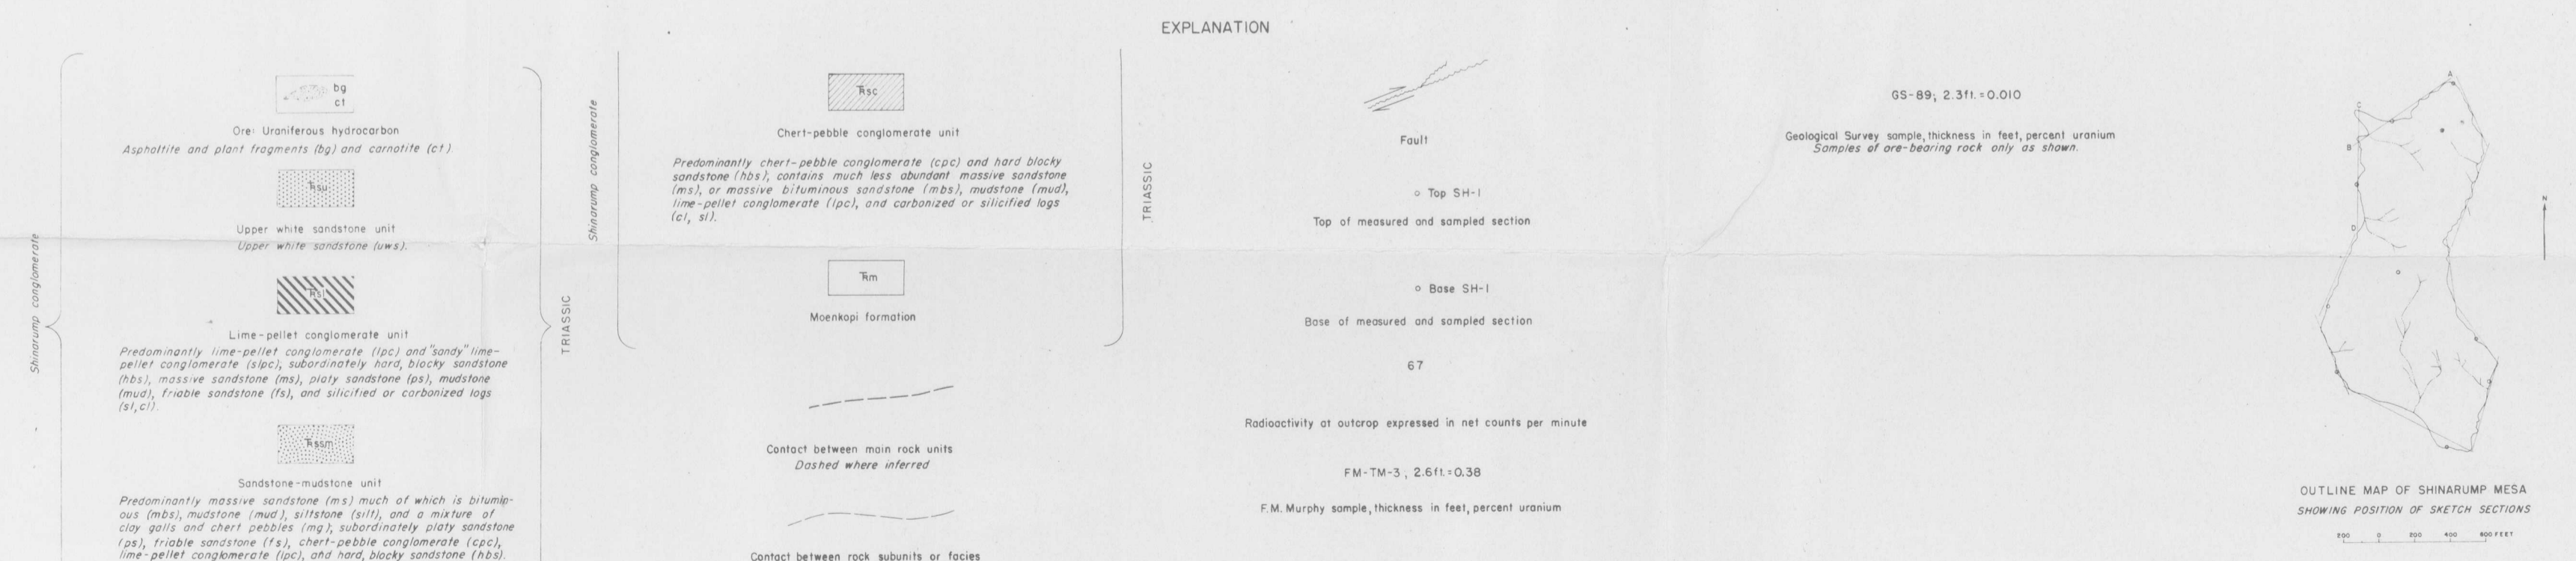 EXPLANATION
Shinarump conglomerate
bg
ct
Ore: Uraniferous hydrocarbon
Asphaltite and plant fragments (bg) and carnotite (ct).
Ꞧsu
Upper white sandstone unit
Upper white sandstone (uws).
Ꞧsl
Lime-pellet conglomerate unit
Predominantly lime-pellet conglomerate (lpc) and "sandy" lime-
pellet conglomerate (slpc), subordinately hard, blocky sandstone
(hbs), massive sandstone (ms), platy sandstone (ps), mudstone
(mud), friable sandstone (fs), and silicified or carbonized logs
(sl,cl).
Ꞧssm
Sandstone-mudstone unit
Predominantly massive sandstone (ms) much of which is bitumin-
ous (mbs), mudstone (mud), siltstone (silt), and a mixture of
clay galls and chert pebbles (mg); subordinately platy sandstone
(ps), friable sandstone (fs), chert-pebble conglomerate (cpc),
lime-pellet conglomerate (lpc), and hard, blocky sandstone (hbs).
TRIASSIC
Shinarump conglomerate
Ꞧsc
Chert-pebble conglomerate unit
Predominantly chert-pebble conglomerate (cpc) and hard blocky
sandstone (hbs); contains much less abundant massive sandstone
(ms), or massive bituminous sandstone (mbs), mudstone (mud),
lime-pellet conglomerate (lpc), and carbonized or silicified logs
(cl, sl).
Ꞧm
Moenkopi formation
Contact between main rock units
Dashed where inferred
Contact between rock subunits or facies
TRIASSIC
Fault
Top SH-1
Top of measured and sampled section
Base SH-1
Base of measured and sampled section
67
Radioactivity at outcrop expressed in net counts per minute
FM-TM-3; 2.6ft.=0.38
F.M. Murphy sample, thickness in feet, percent uranium
GS-89; 2.3ft.=0.010
Geological Survey sample, thickness in feet, percent uranium
Samples of ore-bearing rock only as shown.
A
C
B
D
N
OUTLINE MAP OF SHINARUMP MESA
SHOWING POSITION OF SKETCH SECTIONS
200 0 200 400 600 FEET